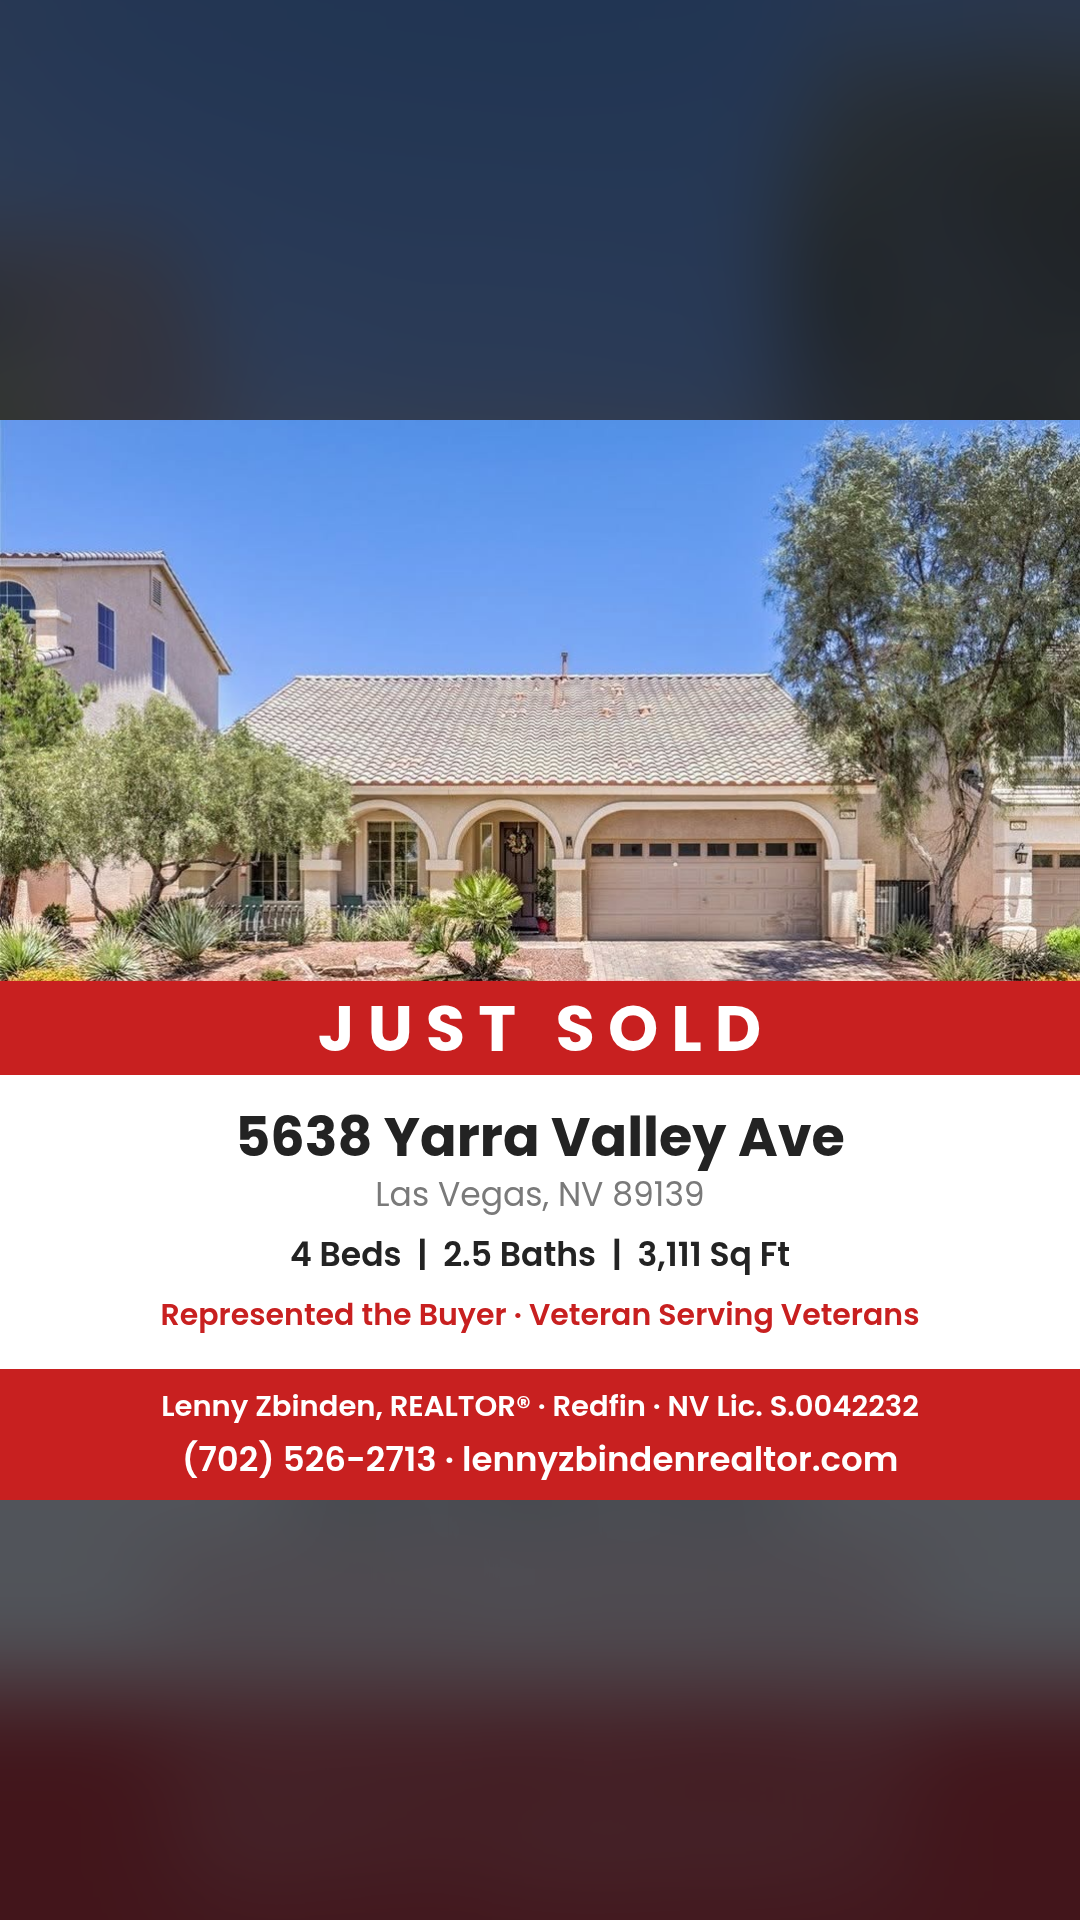 JUST SOLD
5638 Yarra Valley Ave
Las Vegas, NV 89139
4 Beds | 2.5 Baths | 3,111 Sq Ft
Represented the Buyer · Veteran Serving Veterans
Lenny Zbinden, REALTOR® · Redfin · NV Lic. S.0042232
(702) 526-2713 · lennyzbindenrealtor.com